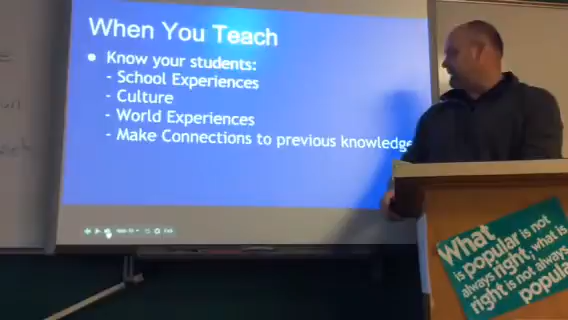 When You Teach
● Know your students:
- School Experiences
- Culture
- World Experiences
- Make Connections to previous knowledge
What
is popular is not
always right, what is
right is not always
popular